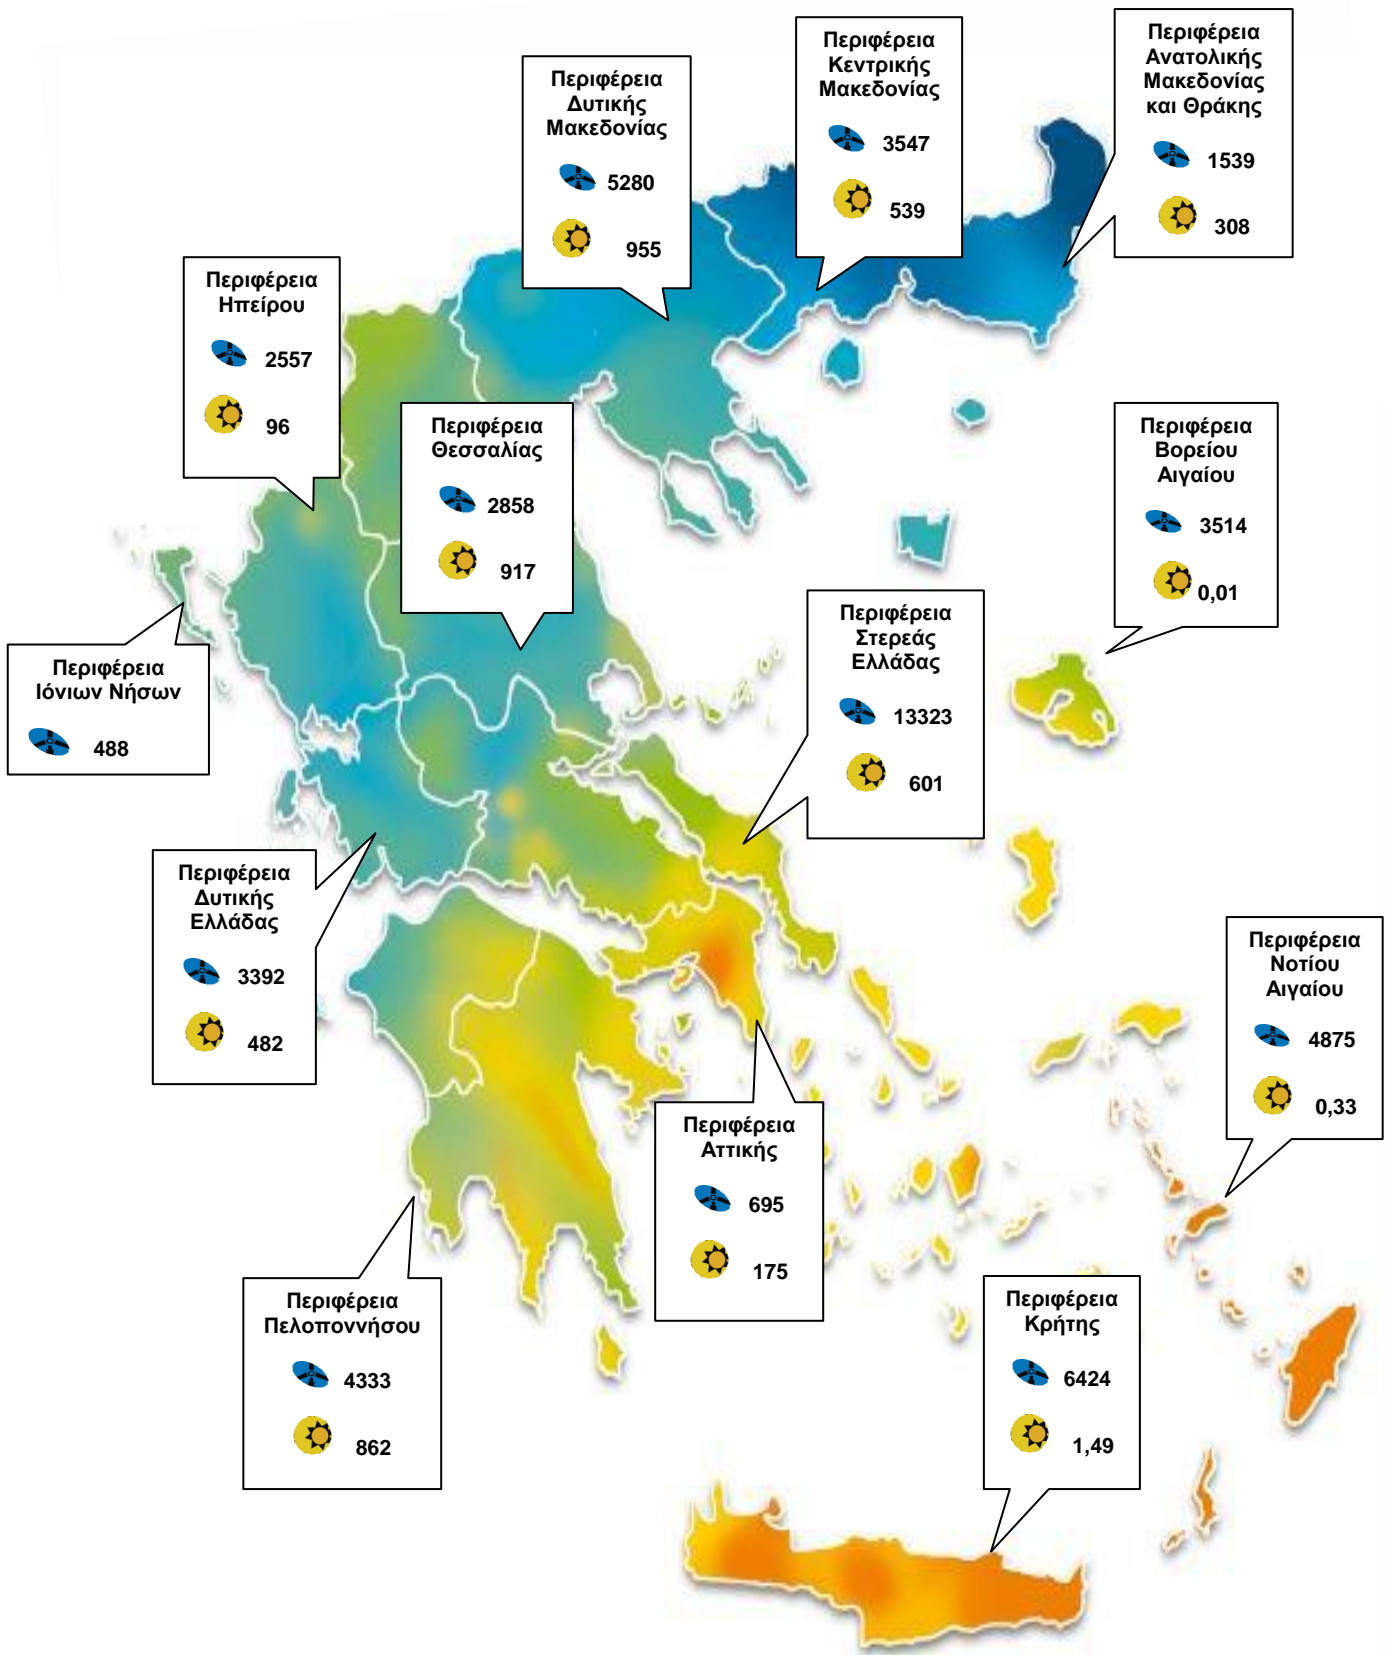 Περιφέρεια
Κεντρικής
Μακεδονίας
3547
539
Περιφέρεια
Ανατολικής
Μακεδονίας
και Θράκης
1539
308
Περιφέρεια
Δυτικής
Μακεδονίας
5280
955
Περιφέρεια
Ηπείρου
2557
96
Περιφέρεια
Θεσσαλίας
2858
917
Περιφέρεια
Βορείου
Αιγαίου
3514
0,01
Περιφέρεια
Στερεάς
Ελλάδας
13323
601
Περιφέρεια
Ιόνιων Νήσων
488
Περιφέρεια
Δυτικής
Ελλάδας
3392
482
Περιφέρεια
Νοτίου
Αιγαίου
4875
0,33
Περιφέρεια
Αττικής
695
175
Περιφέρεια
Πελοποννήσου
4333
862
Περιφέρεια
Κρήτης
6424
1,49